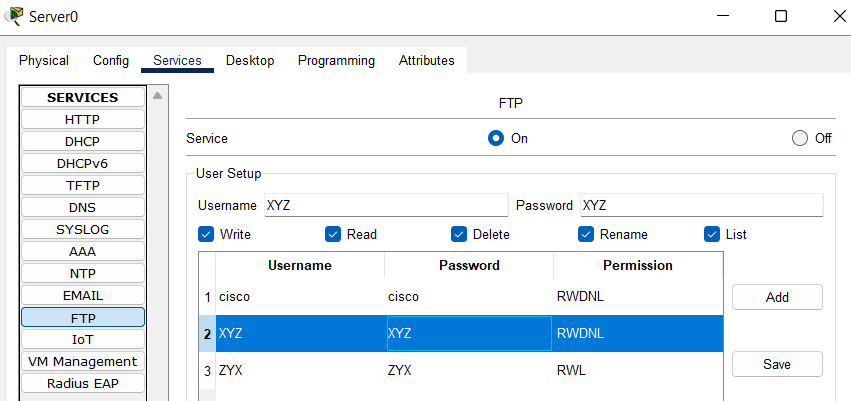 Server0
Physical Config Services Desktop Programming Attributes
SERVICES
HTTP
DHCP
DHCPv6
TFTP
DNS
SYSLOG
AAA
NTP
EMAIL
FTP
IoT
VM Management
Radius EAP
FTP
Service On Off
User Setup
Username XYZ Password XYZ
Write Read Delete Rename List
Username Password Permission
1 cisco cisco RWDNL
2 XYZ XYZ RWDNL
3 ZYX ZYX RWL
Add
Save